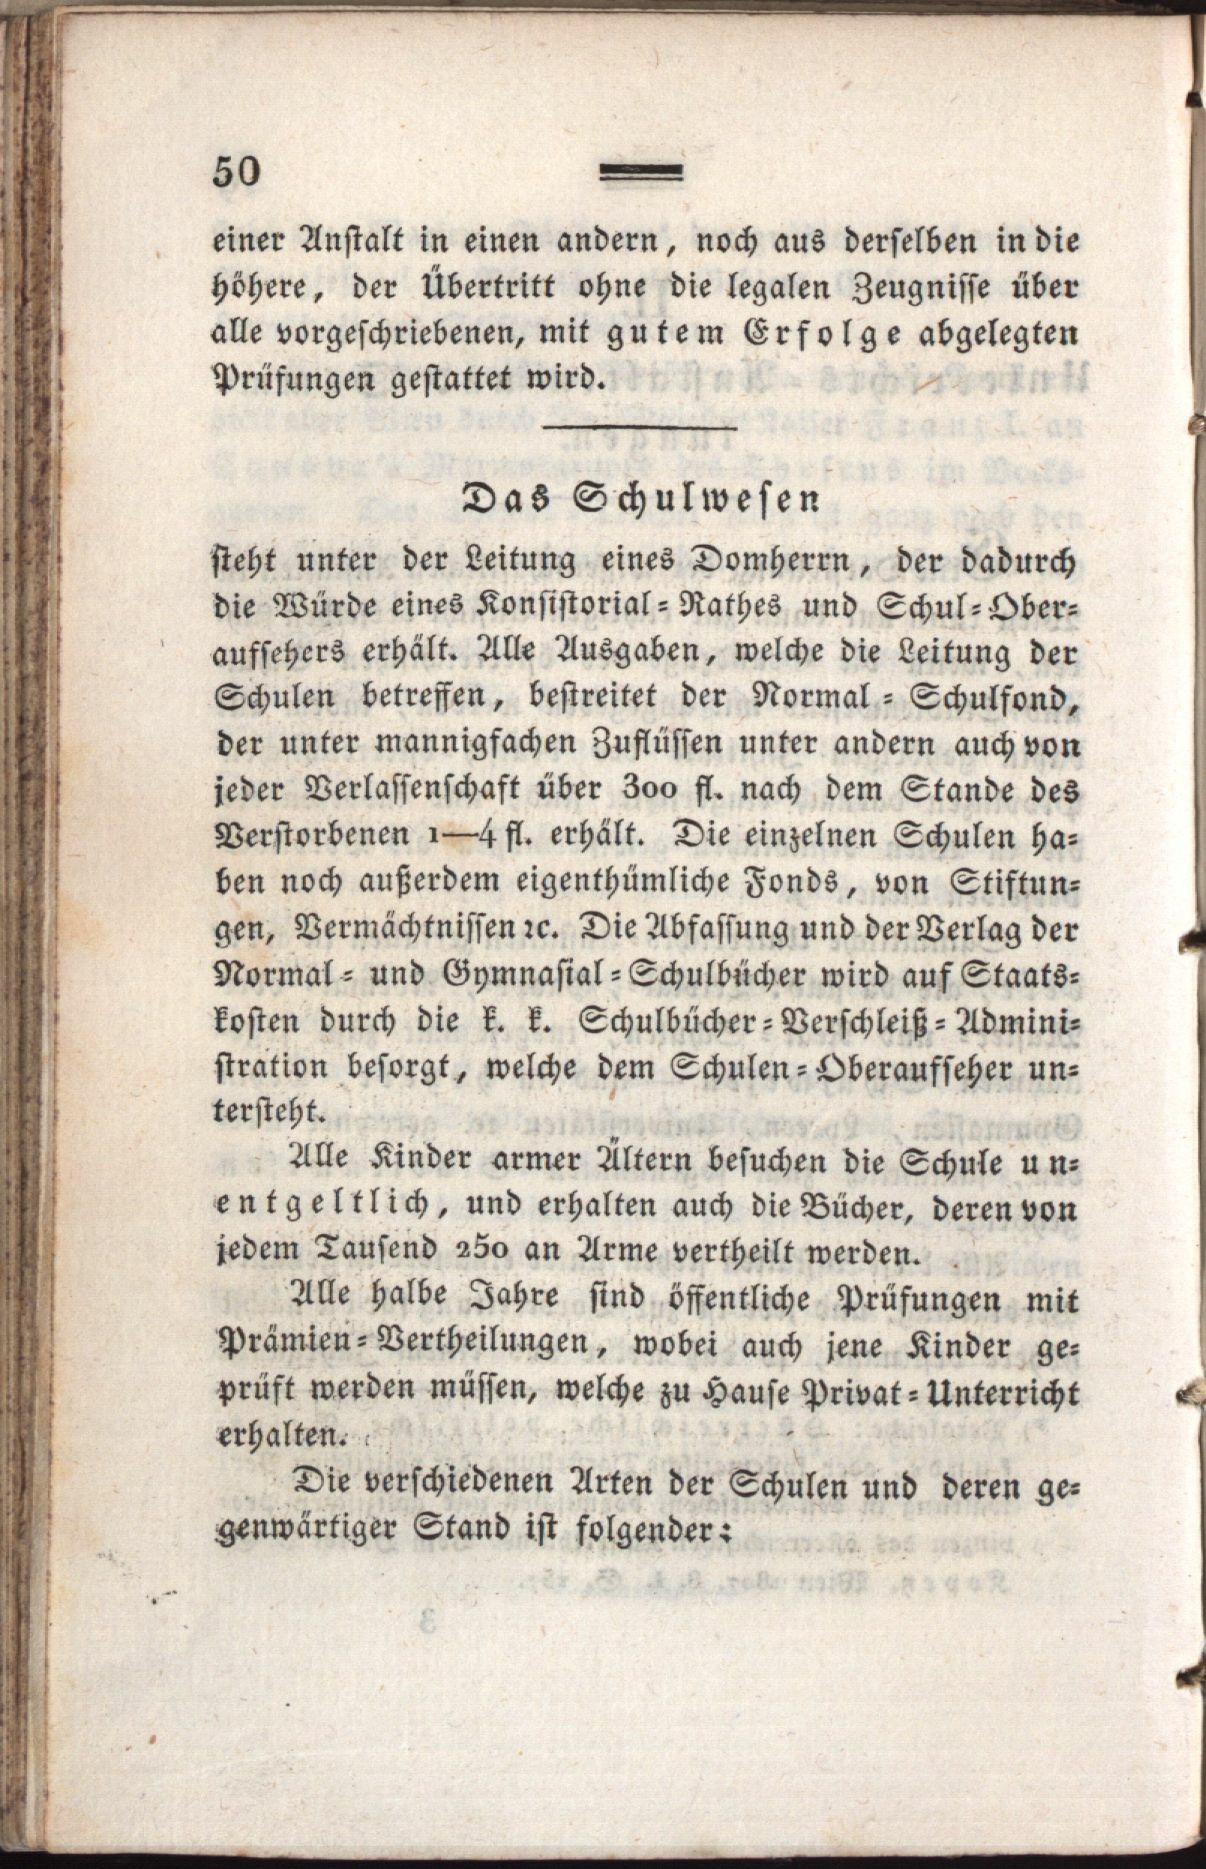 50
einer Anstalt in einen andern, noch aus derselben in die
höhere, der Übertritt ohne die legalen Zeugnisse über
alle vorgeschriebenen, mit gutem Erfolge abgelegten
Prüfungen gestattet wird.
Das Schulwesen
steht unter der Leitung eines Domherrn, der dadurch
die Würde eines Konsistorial-Rathes und Schul-Ober-
aufsehers erhält. Alle Ausgaben, welche die Leitung der
Schulen betreffen, bestreitet der Normal-Schulfond,
der unter mannigfachen Zuflüssen unter andern auch von
jeder Verlassenschaft über 300 fl. nach dem Stande des
Verstorbenen 1—4 fl. erhält. Die einzelnen Schulen ha-
ben noch außerdem eigenthümliche Fonds, von Stiftun-
gen, Vermächtnissen ꝛc. Die Abfassung und der Verlag der
Normal- und Gymnasial-Schulbücher wird auf Staats-
kosten durch die k. k. Schulbücher-Verschleiß-Admini-
stration besorgt, welche dem Schulen-Oberaufseher un-
tersteht.
Alle Kinder armer Ältern besuchen die Schule un-
entgeltlich, und erhalten auch die Bücher, deren von
jedem Tausend 250 an Arme vertheilt werden.
Alle halbe Jahre sind öffentliche Prüfungen mit
Prämien-Vertheilungen, wobei auch jene Kinder ge-
prüft werden müssen, welche zu Hause Privat-Unterricht
erhalten.
Die verschiedenen Arten der Schulen und deren ge-
genwärtiger Stand ist folgender: